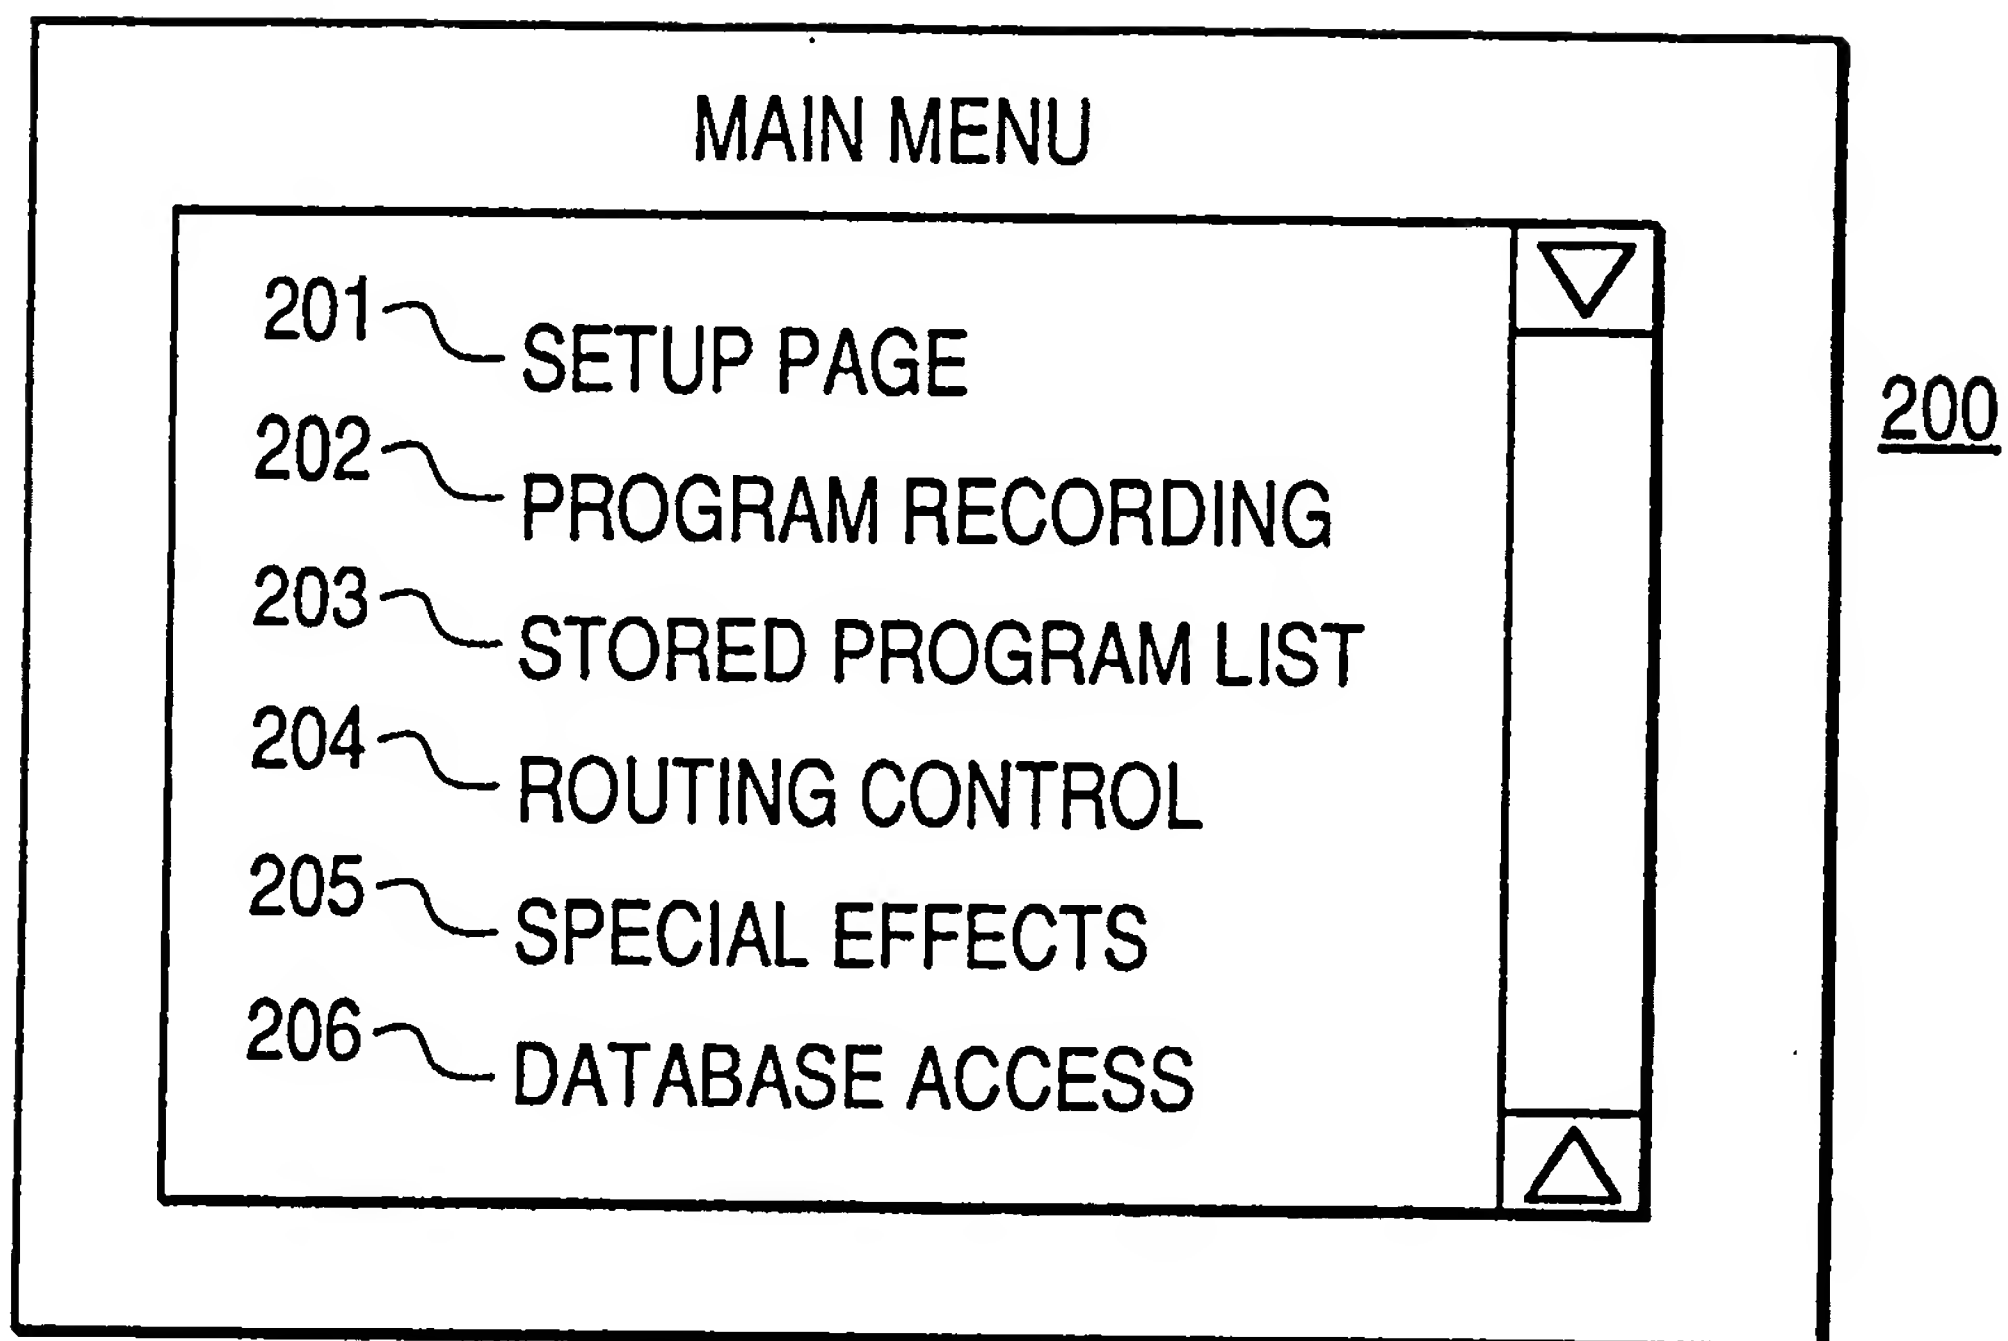 MAIN MENU
201 SETUP PAGE
202 PROGRAM RECORDING
203 STORED PROGRAM LIST
204 ROUTING CONTROL
205 SPECIAL EFFECTS
206 DATABASE ACCESS
200